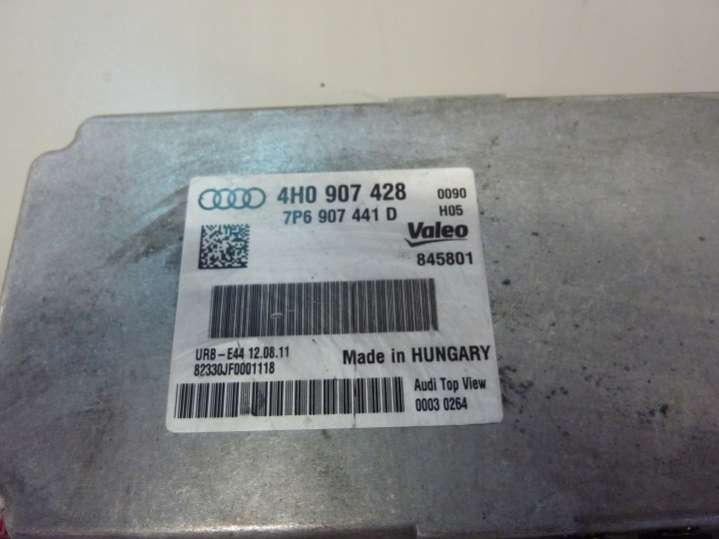 4H0 907 428 0090
7P6 907 441 D H05
Valeo
845801
UR8-E44 12.08.11
82330JF0001118
Made in HUNGARY
Audi Top View
0003 0264